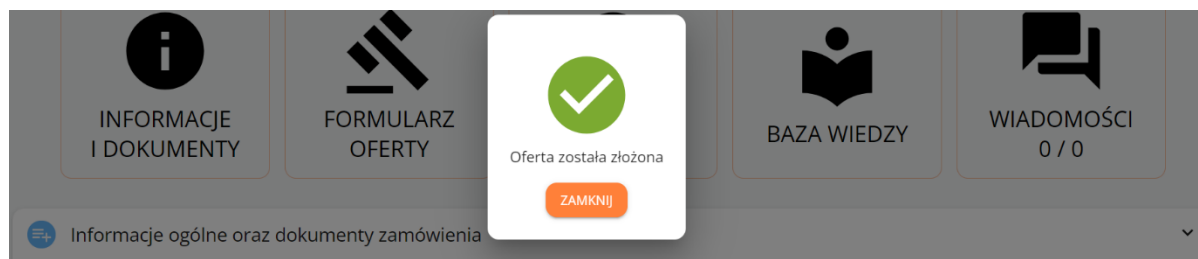 INFORMACJE
I DOKUMENTY
FORMULARZ
OFERTY
BAZA WIEDZY
WIADOMOŚCI
0 / 0
Oferta została złożona
ZAMKNIJ
Informacje ogólne oraz dokumenty zamówienia